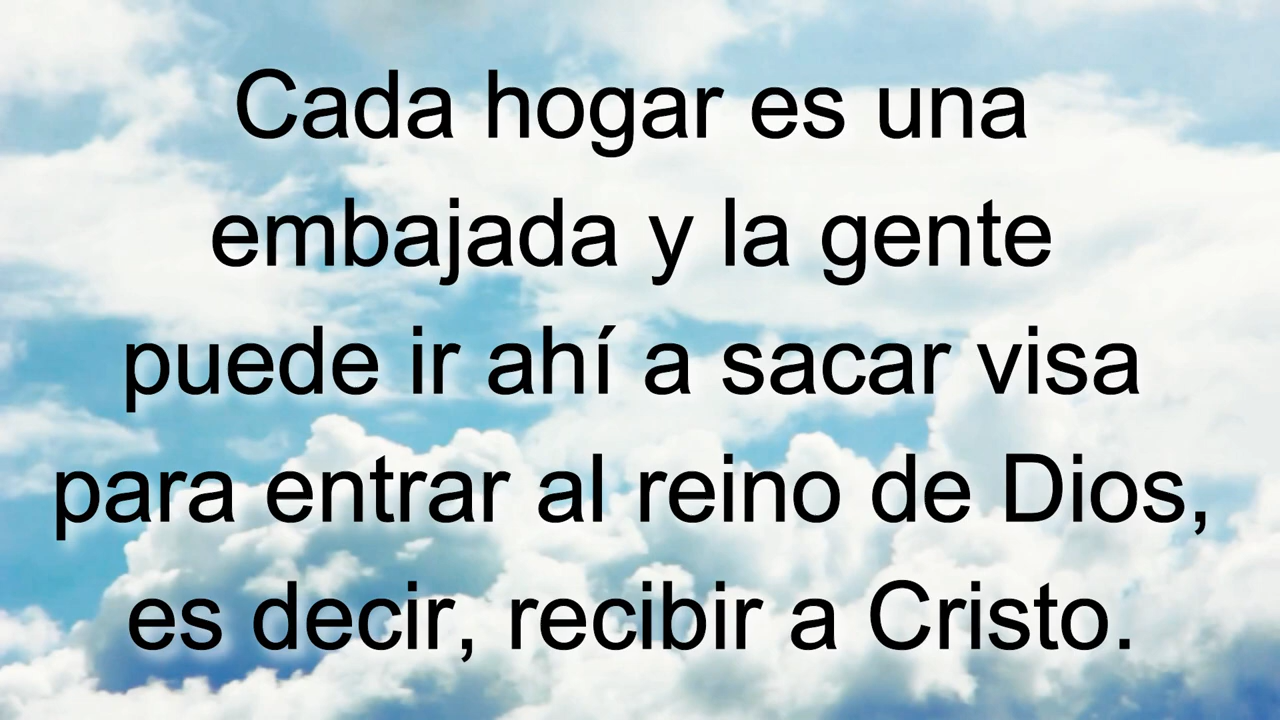 Cada hogar es una
embajada y la gente
puede ir ahí a sacar visa
para entrar al reino de Dios,
es decir, recibir a Cristo.